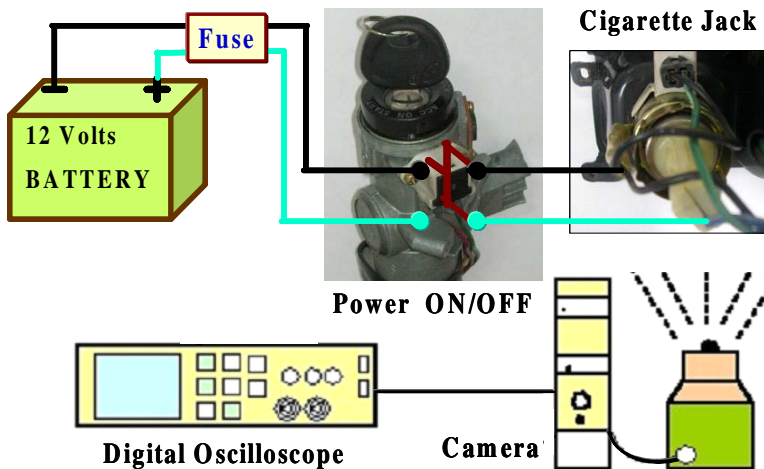 Cigarette Jack
Fuse
12 Volts
BATTERY
Power ON/OFF
Digital Oscilloscope
Camera